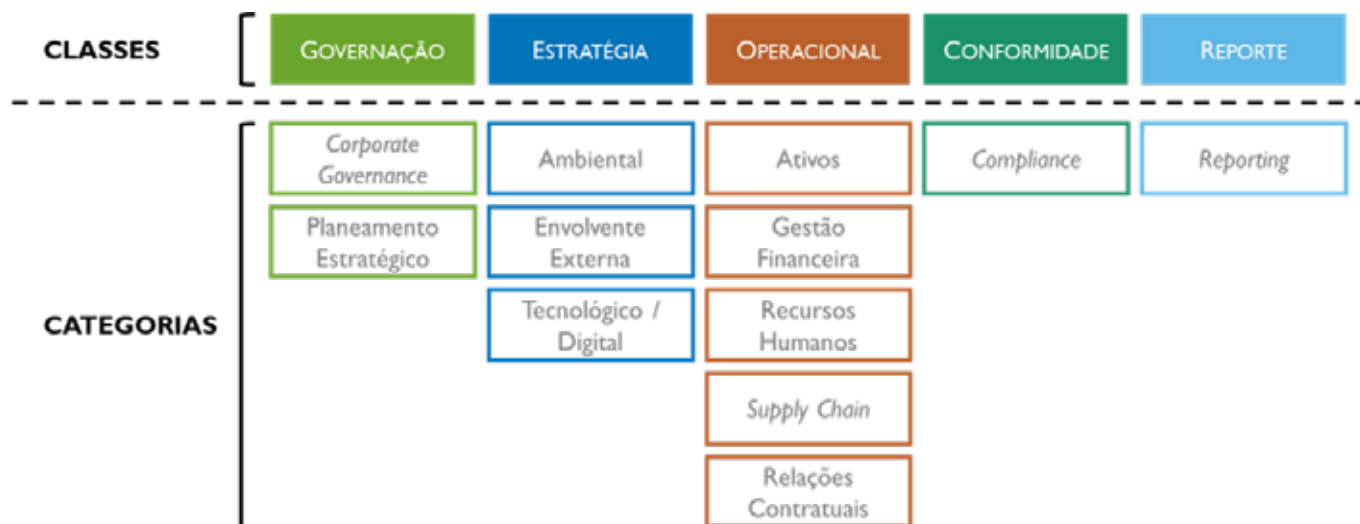 CLASSES
GOVERNAÇÃO
ESTRATÉGIA
OPERACIONAL
CONFORMIDADE
REPORTE
CATEGORIAS
Corporate
Governance
Ambiental
Ativos
Compliance
Reporting
Planeamento
Estratégico
Envolvente
Externa
Gestão
Financeira
Tecnológico /
Digital
Recursos
Humanos
Supply Chain
Relações
Contratuais